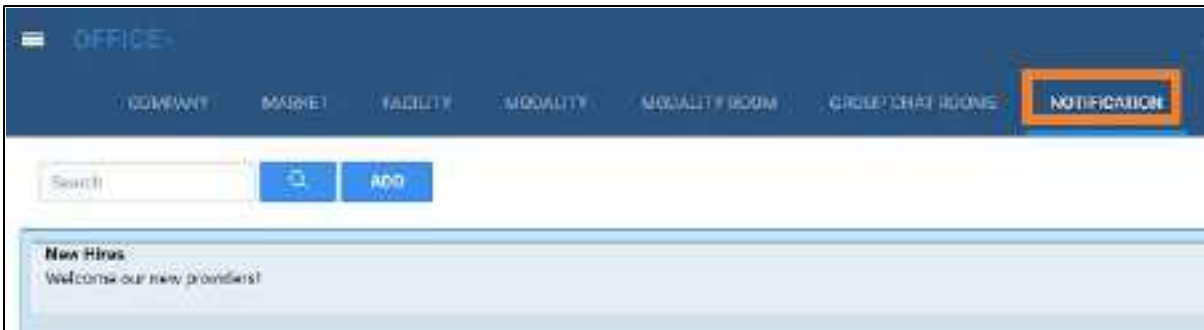 OFFICE
COMPANY MARKET FACILITY MODALITY MODALITY ROOM GROUP CHAT ROOMS NOTIFICATION
Search ADD
New Hires
Welcome our new providers!